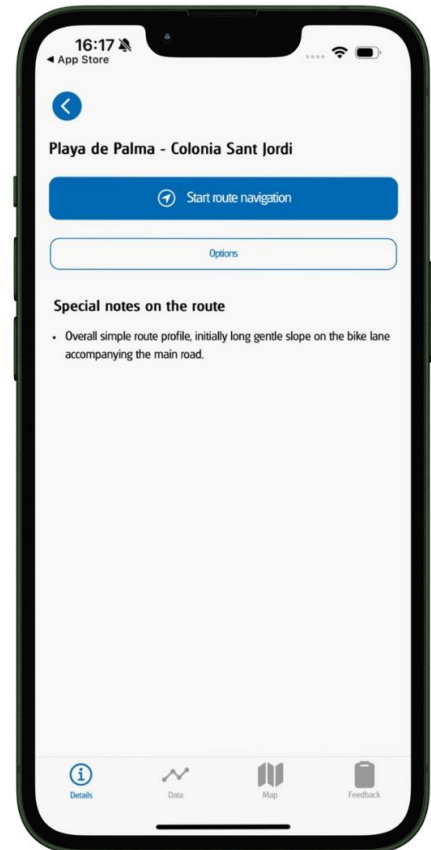 16:17
App Store
Playa de Palma - Colonia Sant Jordi
Start route navigation
Options
Special notes on the route
• Overall simple route profile, initially long gentle slope on the bike lane
accompanying the main road.
Details Data Map Feedback